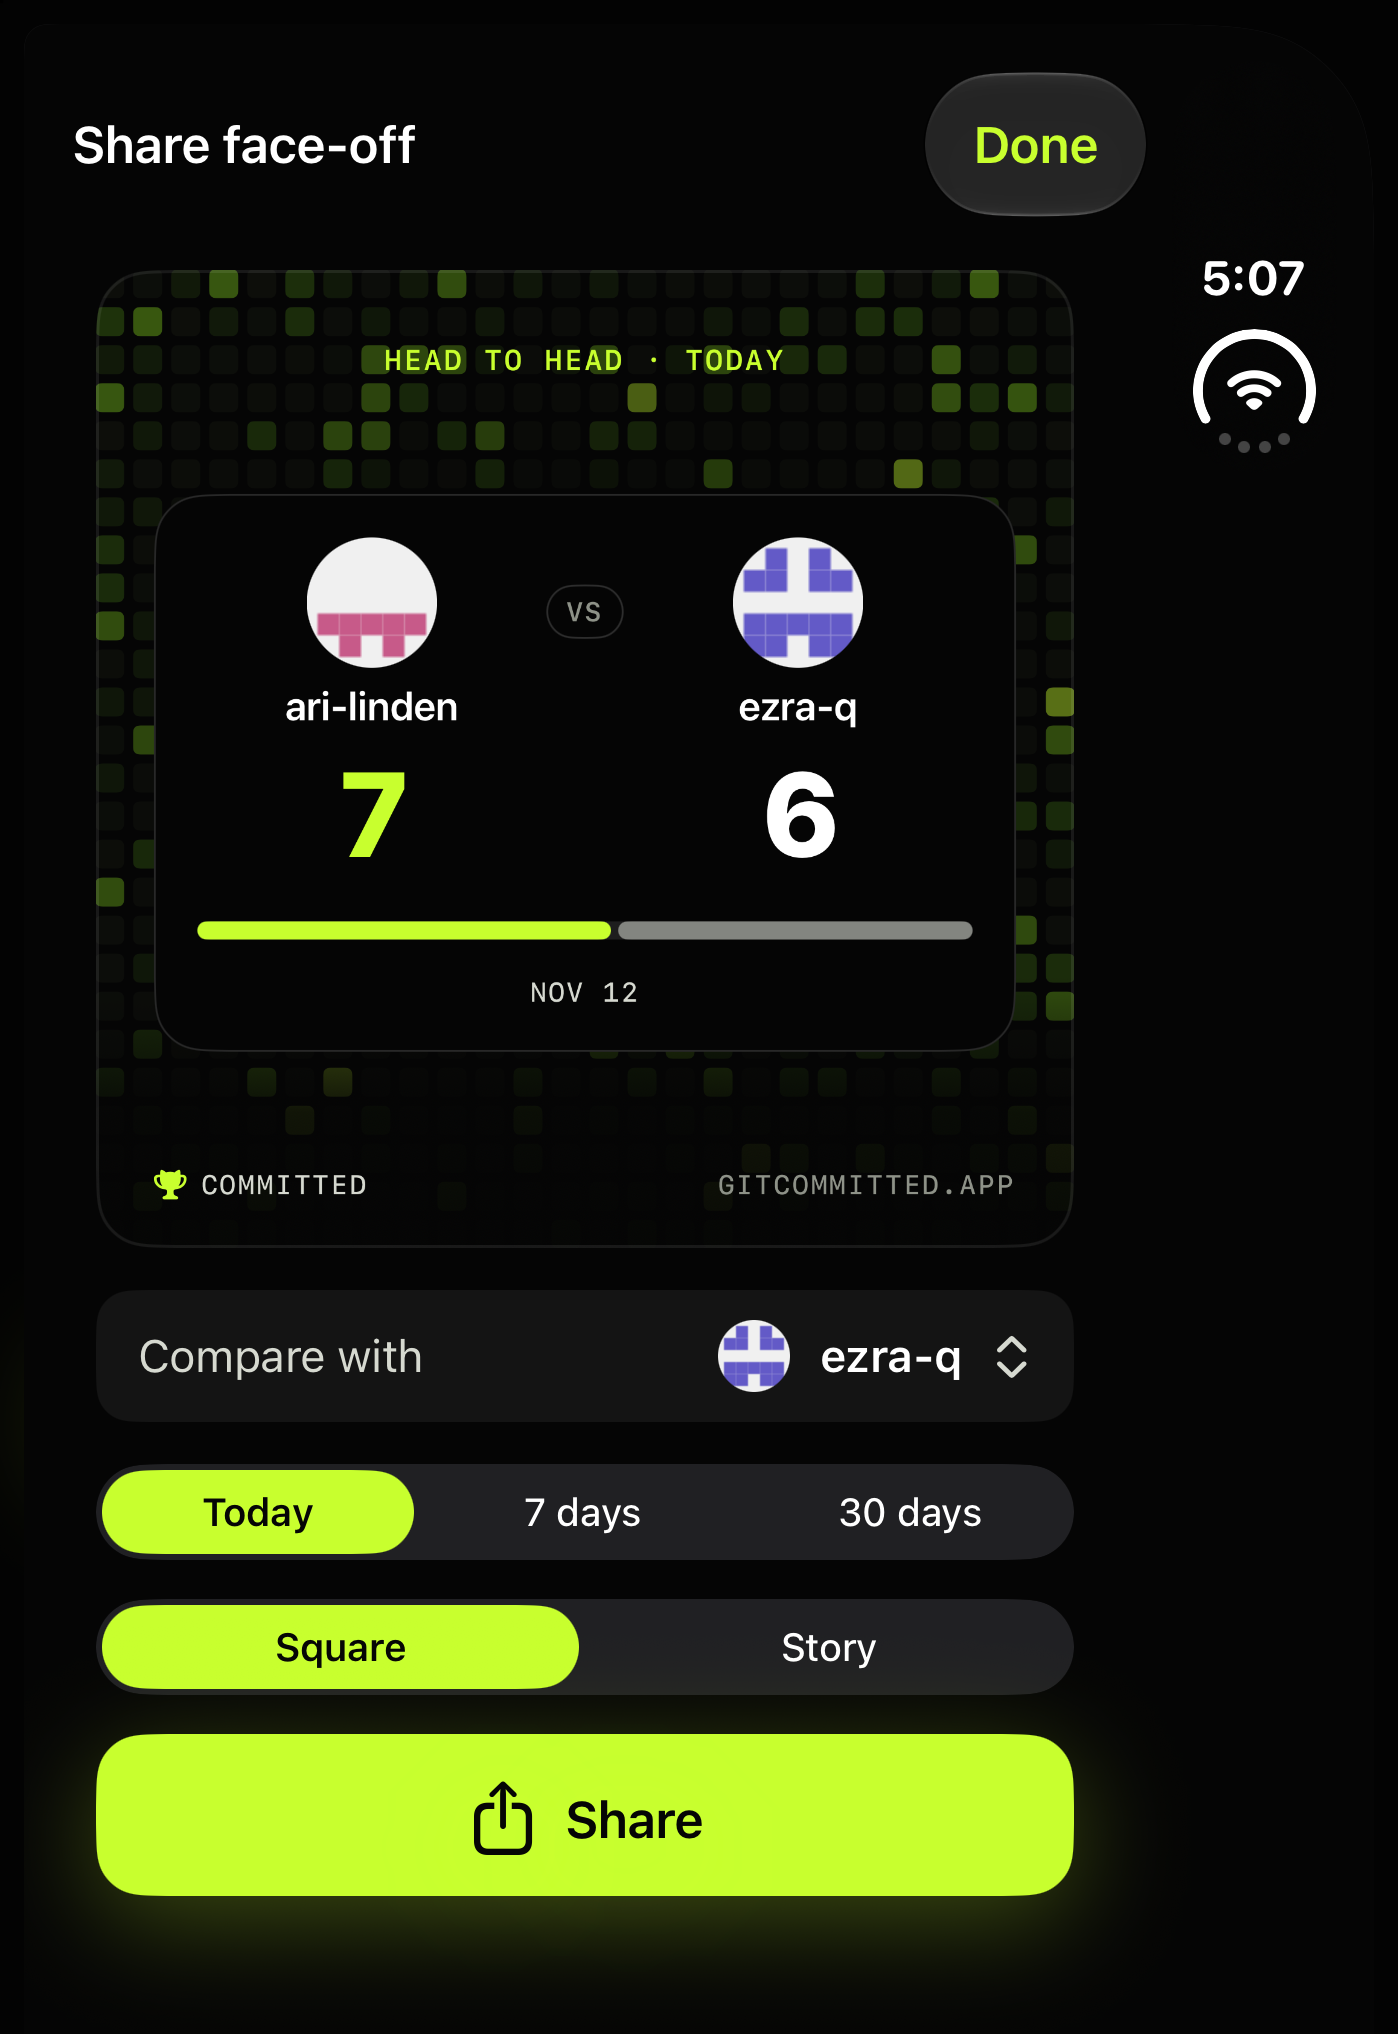 Share face-off
Done
5:07
HEAD TO HEAD · TODAY
VS
ari-linden
ezra-q
7
6
NOV 12
COMMITTED
GITCOMMITTED.APP
Compare with
ezra-q
Today
7 days
30 days
Square
Story
Share